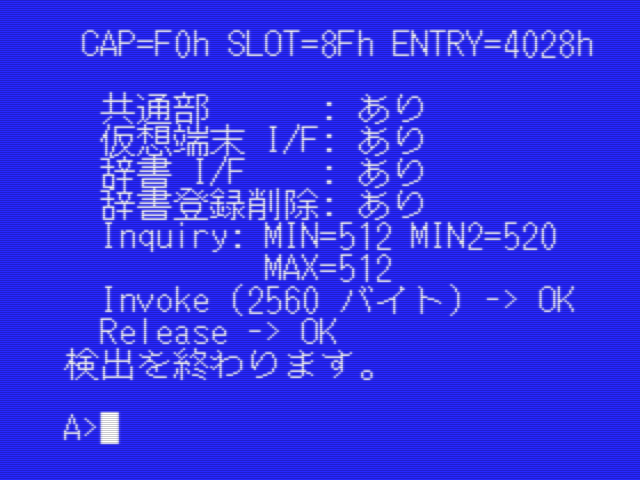 CAP=F0h SLOT=8Fh ENTRY=4028h
共通部　　　: あり
仮想端末 I/F: あり
辞書 I/F　　: あり
辞書登録削除: あり
Inquiry: MIN=512 MIN2=520
MAX=512
Invoke (2560 バイト) -> OK
Release -> OK
検出を終わります。
A>